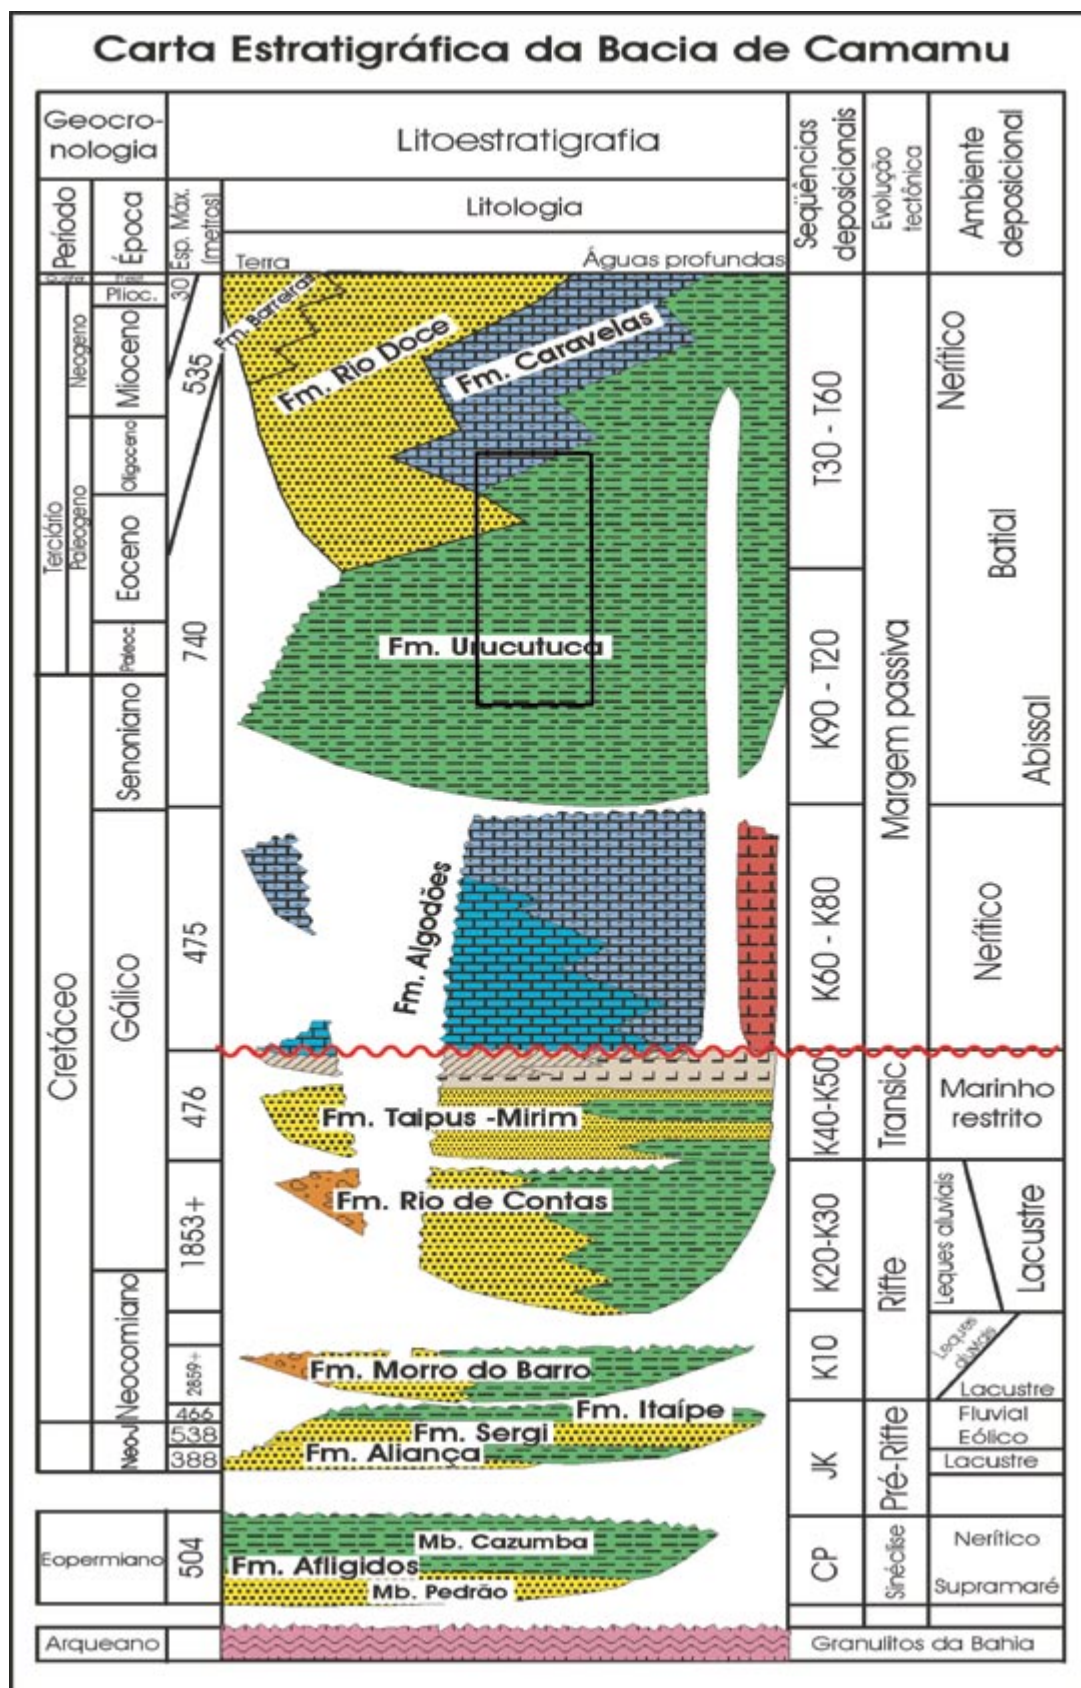 Carta Estratigráfica da Bacia de Camamu
Geocro-
nologia
Litoestratigrafia
Seqüências
deposicionais
Evolução
tectônica
Ambiente
deposicional
Período
Época
Esp. Máx.
(metros)
Litologia
Terra
Águas profundas
Plioc.
30
Fm. Barreiras
Neogeno
Mioceno
535
Fm. Rio Doce
Fm. Caravelas
Nerítico
T30 - T60
Terciário
Paleogeno
Oligoceno
Eoceno
Batial
Paleoc.
740
Fm. Urucutuca
K90 - T20
Margem passiva
Senoniano
Abissal
Cretáceo
Gálico
475
Fm. Algodões
K60 - K80
Nerítico
476
Fm. Taipus -Mirim
K40-K50
Transic
Marinho
restrito
1853+
Fm. Rio de Contas
K20-K30
Rifte
Leques aluviais
Lacustre
Neocomiano
2859+
Fm. Morro do Barro
K10
Leques
aluviais
Lacustre
466
Fm. Itaípe
JK
Pré-Rifte
Fluvial
Eólico
Neo-J
538
Fm. Sergi
388
Fm. Aliança
Lacustre
Eopermiano
504
Mb. Cazumba
Fm. Afligidos
Mb. Pedrão
CP
Sinéclise
Nerítico
Supramaré
Arqueano
Granulitos da Bahia